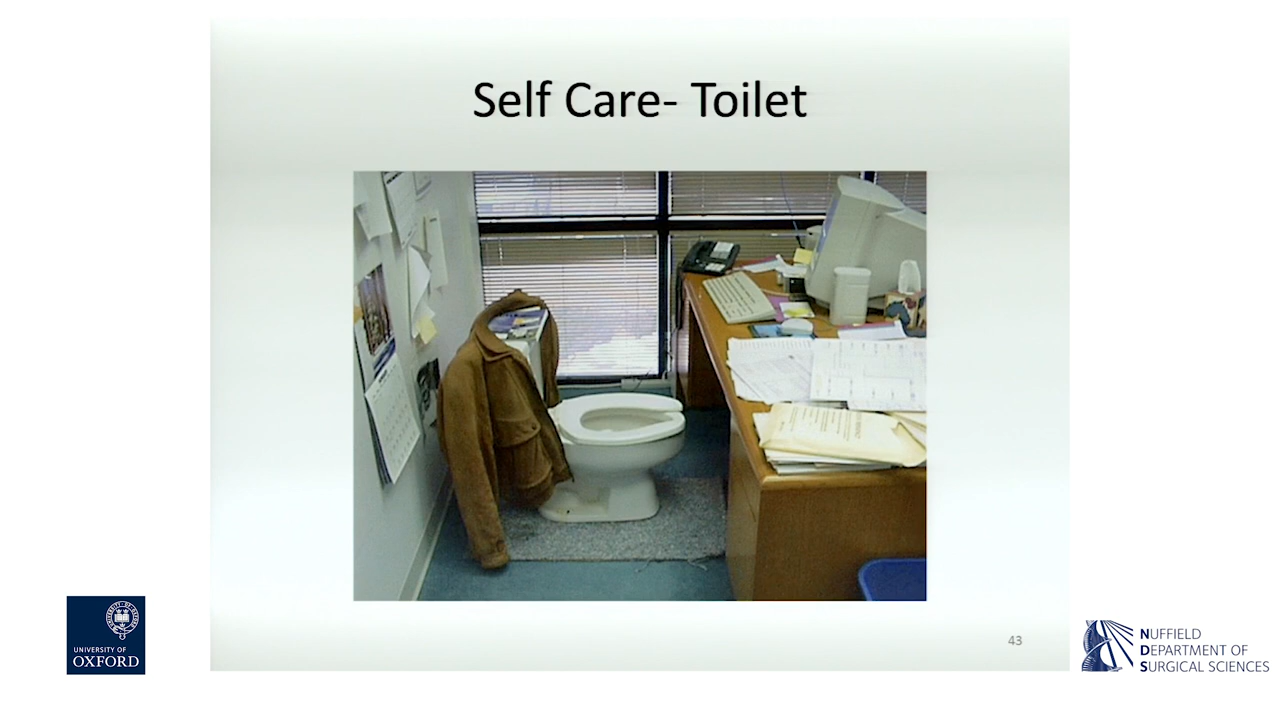 Self Care- Toilet
43
UNIVERSITY OF
OXFORD
NUFFIELD
DEPARTMENT OF
SURGICAL SCIENCES